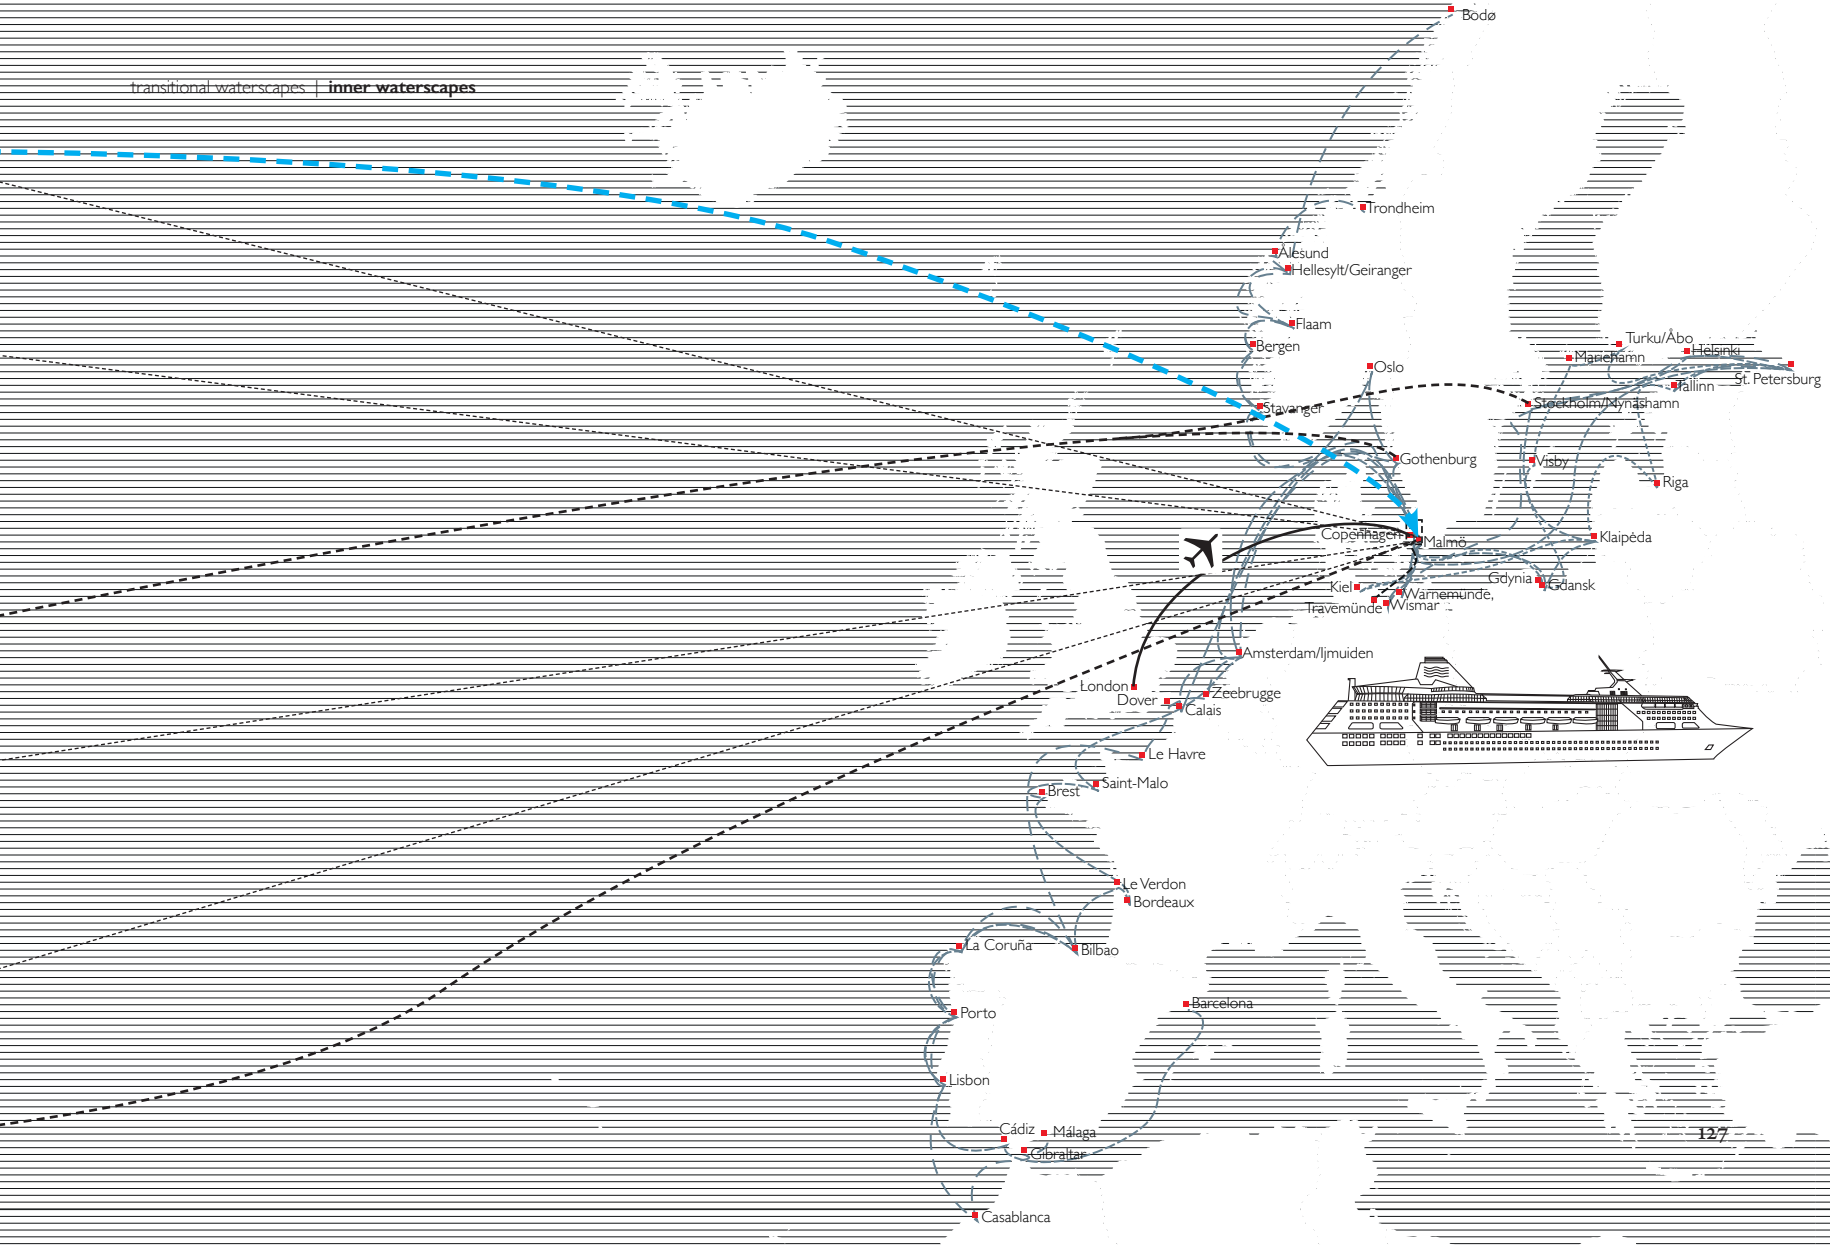 Bodø
transitional waterscapes | inner waterscapes
Trondheim
Ålesund
Hellesylt/Geiranger
Flaam
Bergen
Turku/Åbo
Helsinki
Mariehamn
Oslo
St. Petersburg
Tallinn
Stockholm/Nynäshamn
Stavanger
Gothenburg
Visby
Riga
Copenhagen
Malmö
Klaipėda
Gdynia
Gdansk
Kiel
Warnemünde,
Travemünde
Wismar
Amsterdam/Ijmuiden
London
Zeebrugge
Dover
Calais
Le Havre
Saint-Malo
Brest
Le Verdon
Bordeaux
La Coruña
Bilbao
Barcelona
Porto
Lisbon
Cádiz
Málaga
127
Gibraltar
Casablanca